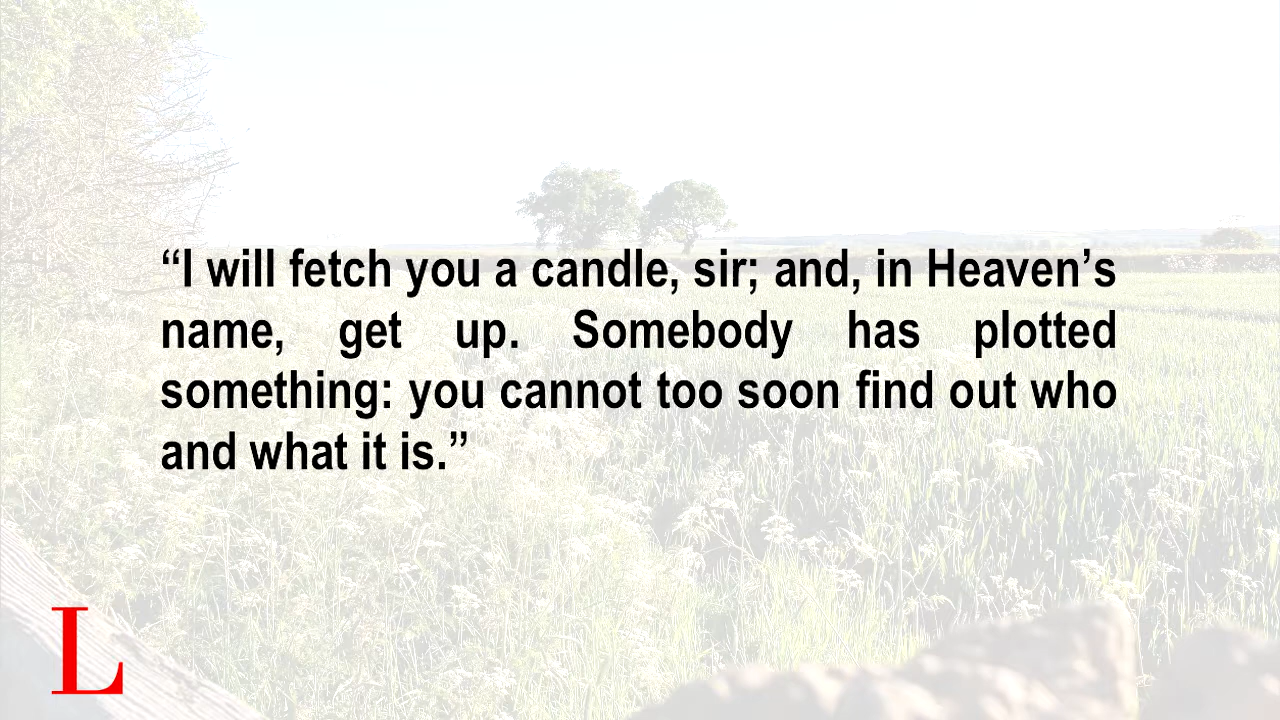 “I will fetch you a candle, sir; and, in Heaven’s
name, get up. Somebody has plotted
something: you cannot too soon find out who
and what it is.”
L